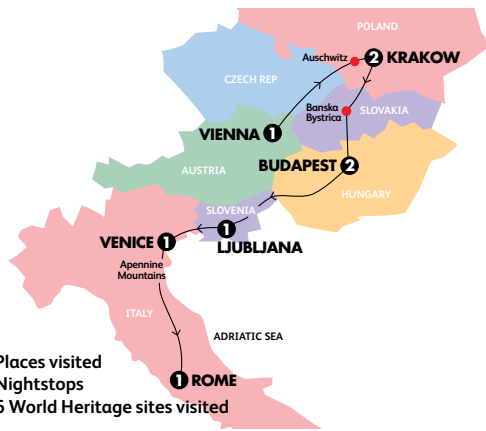 POLAND
Auschwitz
2 KRAKOW
CZECH REP
Banska
Bystrica
SLOVAKIA
VIENNA 1
BUDAPEST 2
AUSTRIA
HUNGARY
SLOVENIA
1
LJUBLJANA
VENICE 1
Apennine
Mountains
ITALY
ADRIATIC SEA
1 ROME
Places visited
Nightstops
World Heritage sites visited